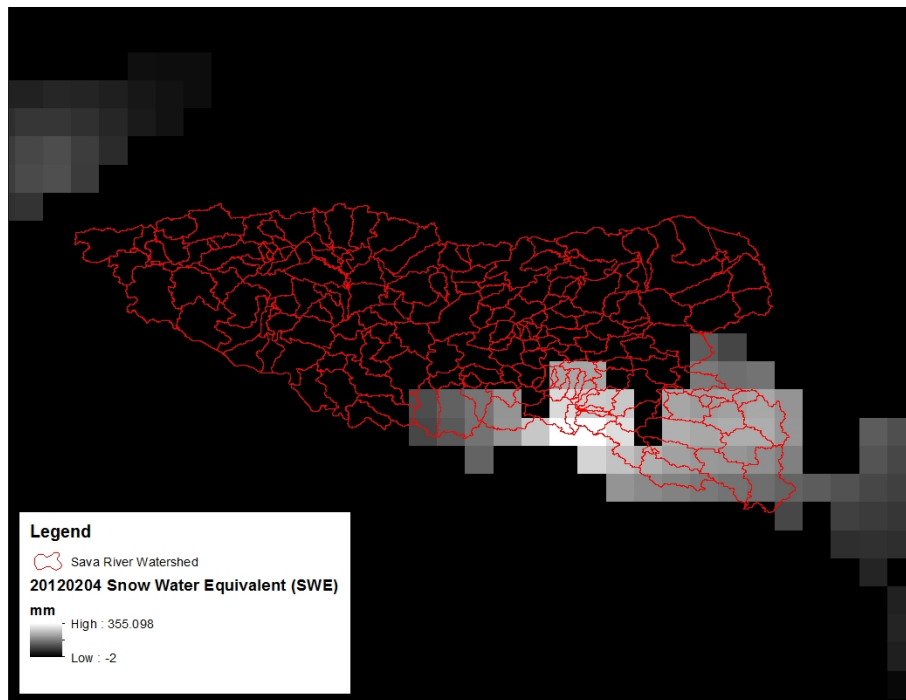 Legend
Sava River Watershed
20120204 Snow Water Equivalent (SWE)
mm
High : 355.098
Low : -2